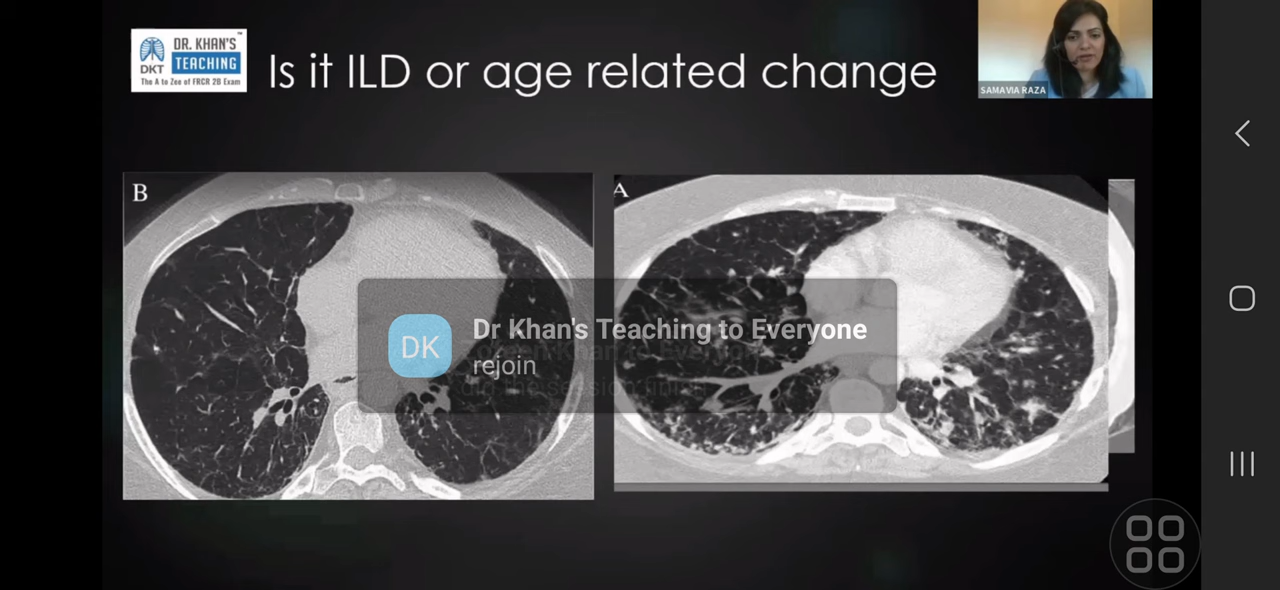 DR. KHAN'S
TEACHING
DKT
The A to Zee of FRCR 2B Exam
Is it ILD or age related change
SAMAVIA RAZA
B
A
DK
Dr Khan's Teaching to Everyone
rejoin